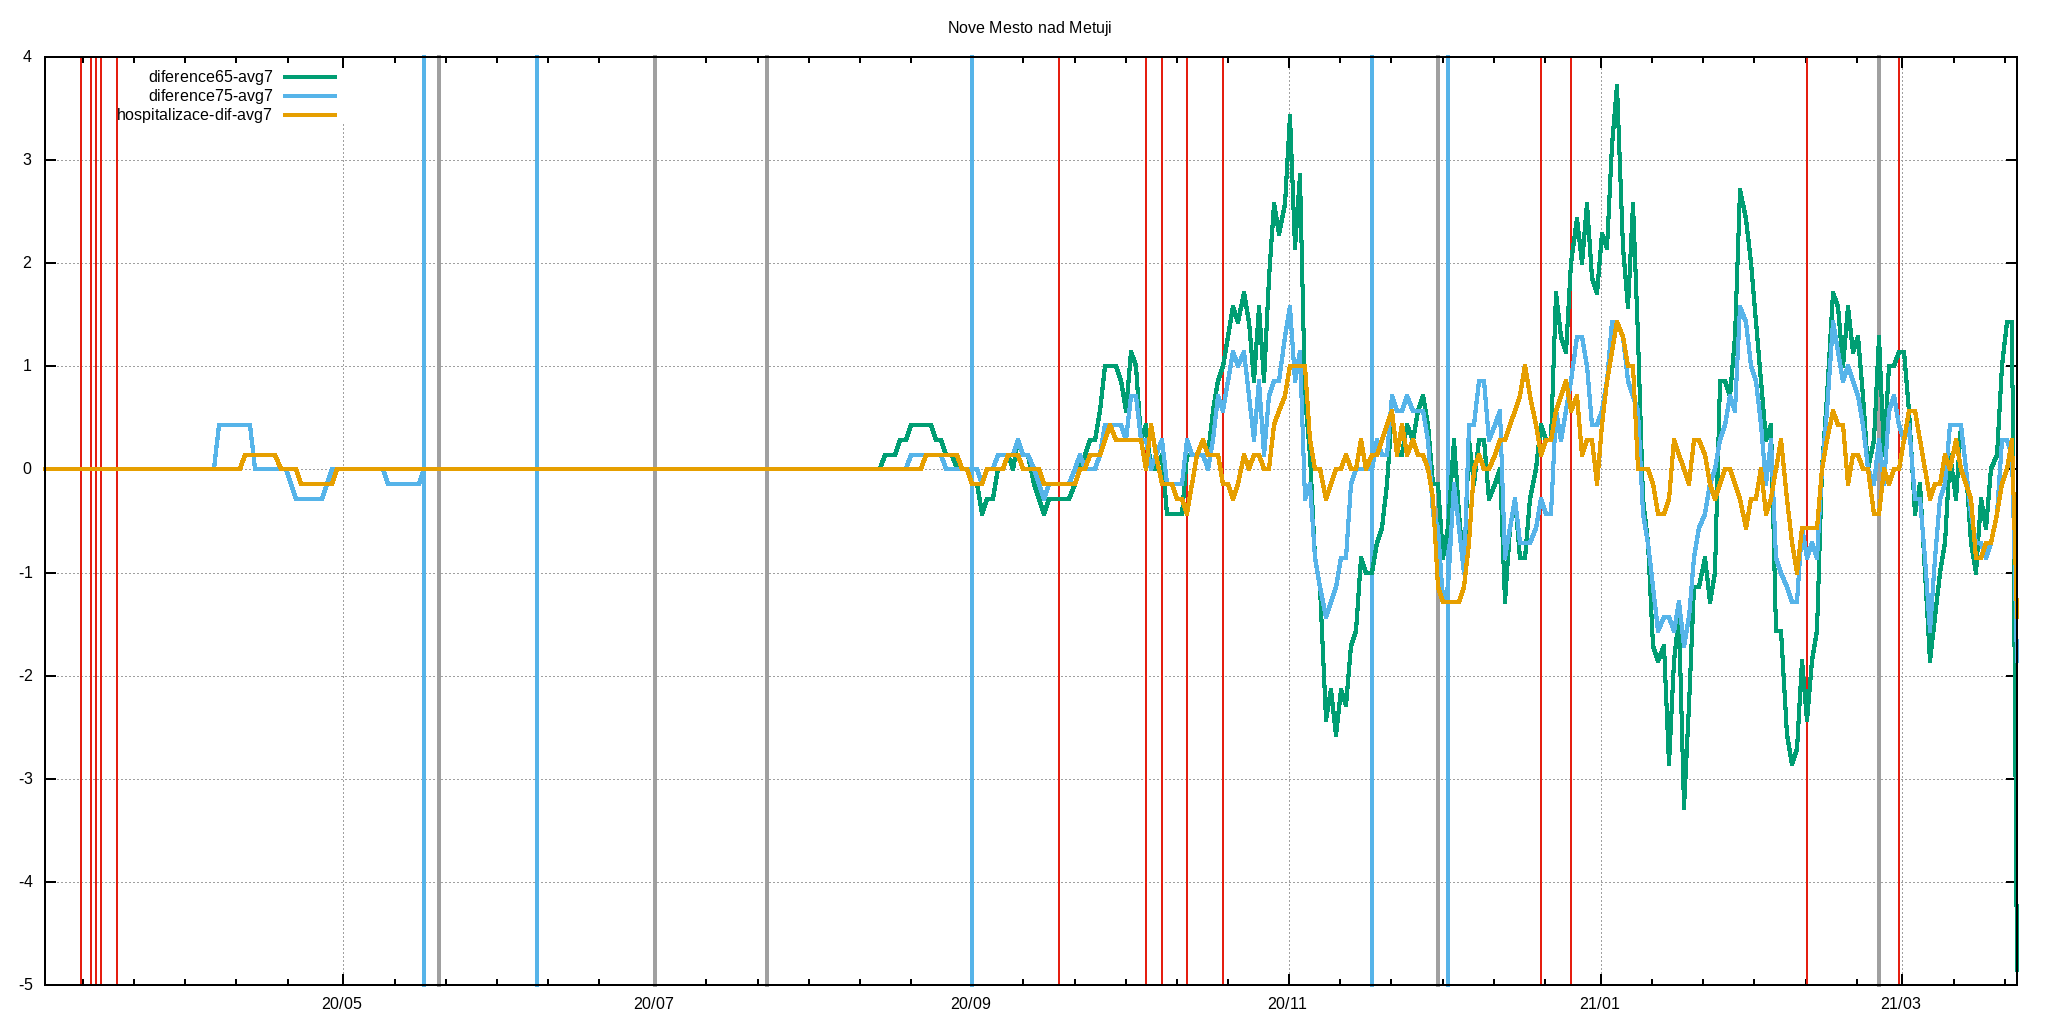 Nove Mesto nad Metuji
4
diference65-avg7
diference75-avg7
hospitalizace-dif-avg7
3
2
1
0
-1
-2
-3
-4
-5
20/05 20/07 20/09 20/11 21/01 21/03